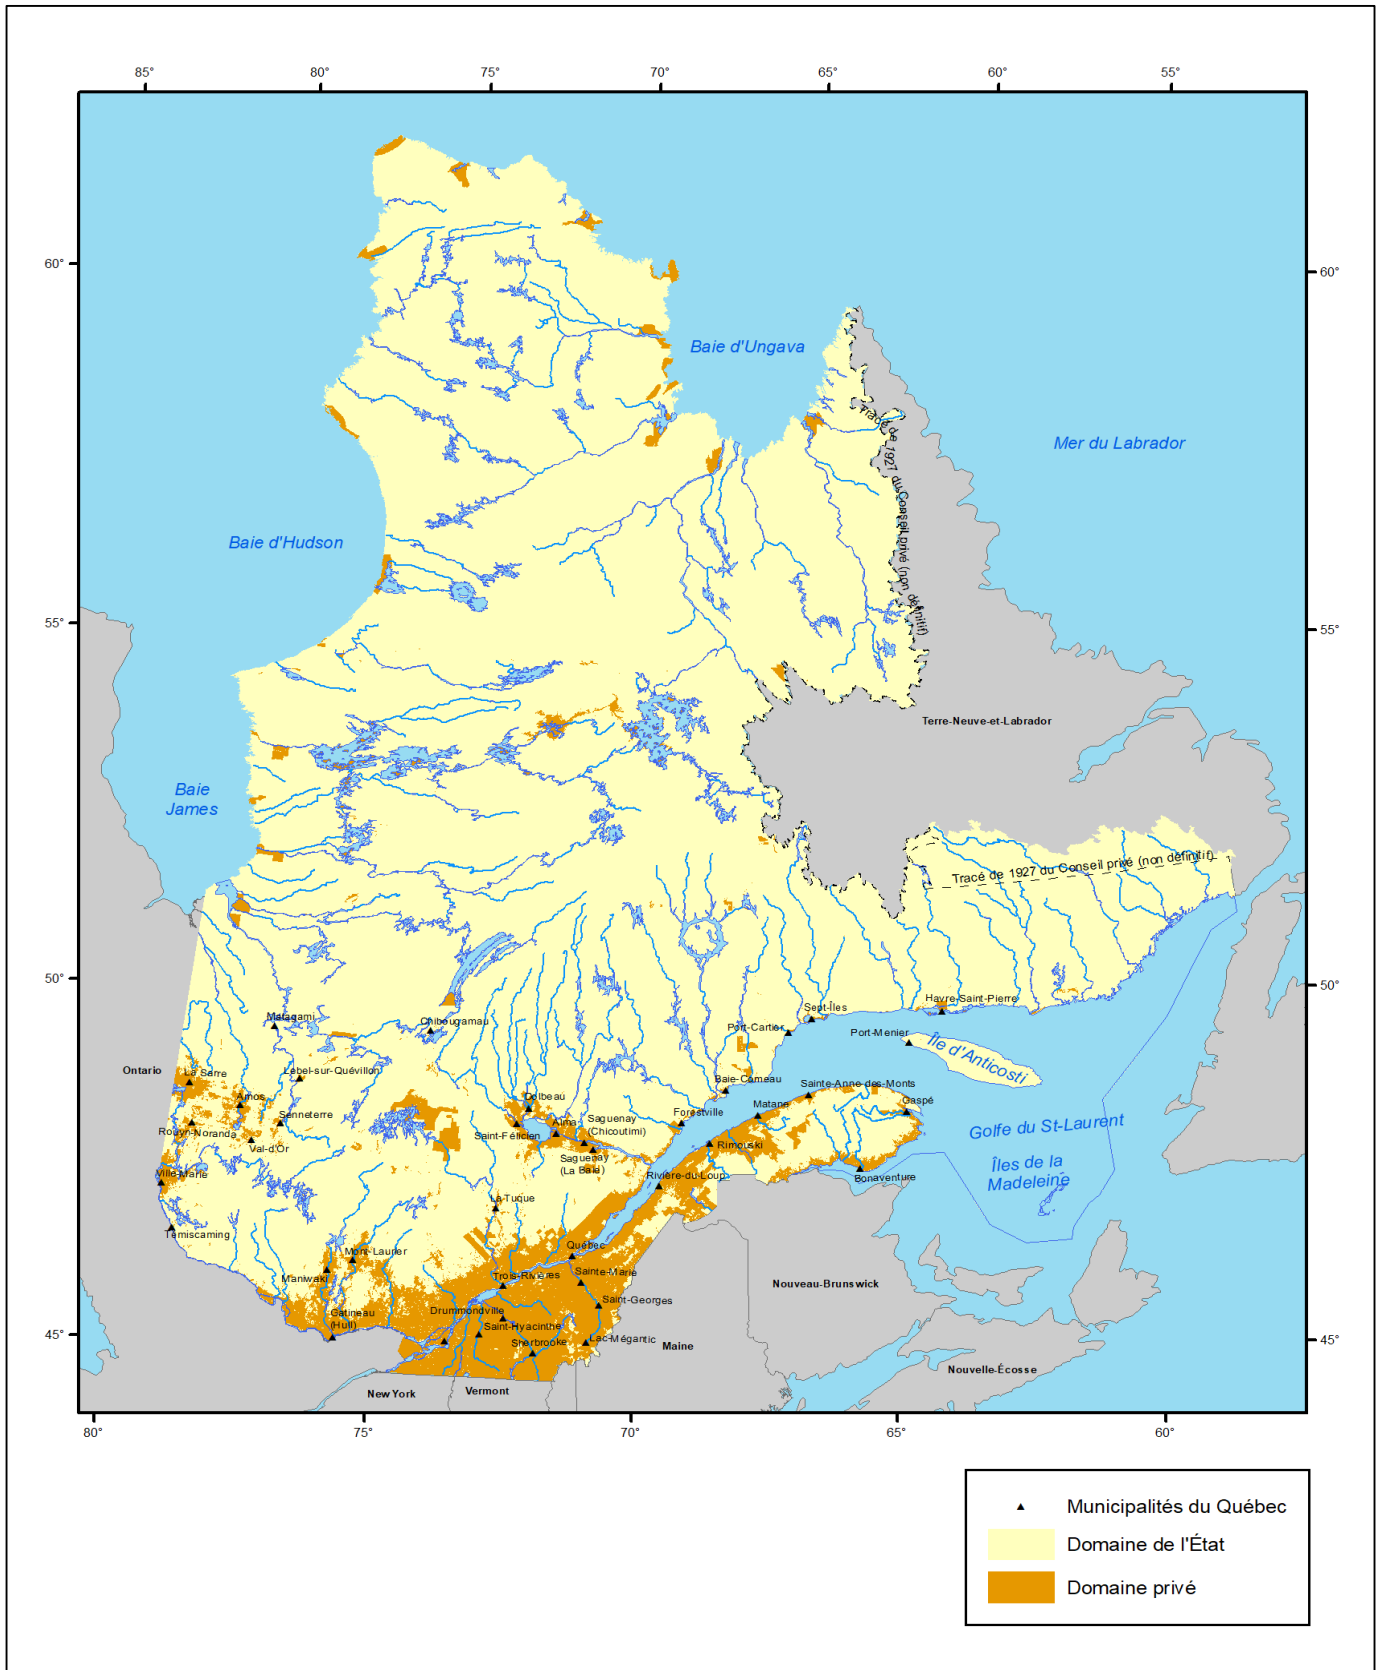 85°
80°
75°
70°
65°
60°
55°
60°
60°
Baie d'Ungava
Mer du Labrador
Tracé de 1927 du Conseil privé (non définitif)
Baie d'Hudson
55°
55°
Terre-Neuve-et-Labrador
Baie
James
Tracé de 1927 du Conseil privé (non définitif)
50°
50°
Havre-Saint-Pierre
Sept-Îles
Matagami
Chibougamau
Port-Cartier
Port-Menier
Île d'Anticosti
Ontario
La Sarre
Lebel-sur-Quévillon
Baie-Comeau
Sainte-Anne-des-Monts
Amos
Dolbeau
Matane
Gaspé
Senneterre
Forestville
Saguenay
(Chicoutimi)
Alma
Rouyn-Noranda
Saint-Félicien
Golfe du St-Laurent
Val-d'Or
Rimouski
Saguenay
(La Baie)
Îles de la
Madeleine
Ville-Marie
Rivière-du-Loup
Bonaventure
La Tuque
Témiscaming
Québec
Mont-Laurier
Maniwaki
Trois-Rivières
Sainte-Marie
Nouveau-Brunswick
Saint-Georges
Gatineau
(Hull)
Drummondville
Saint-Hyacinthe
45°
45°
Sherbrooke
Lac-Mégantic
Maine
Nouvelle-Écosse
New York
Vermont
80°
75°
70°
65°
60°
Municipalités du Québec
Domaine de l'État
Domaine privé